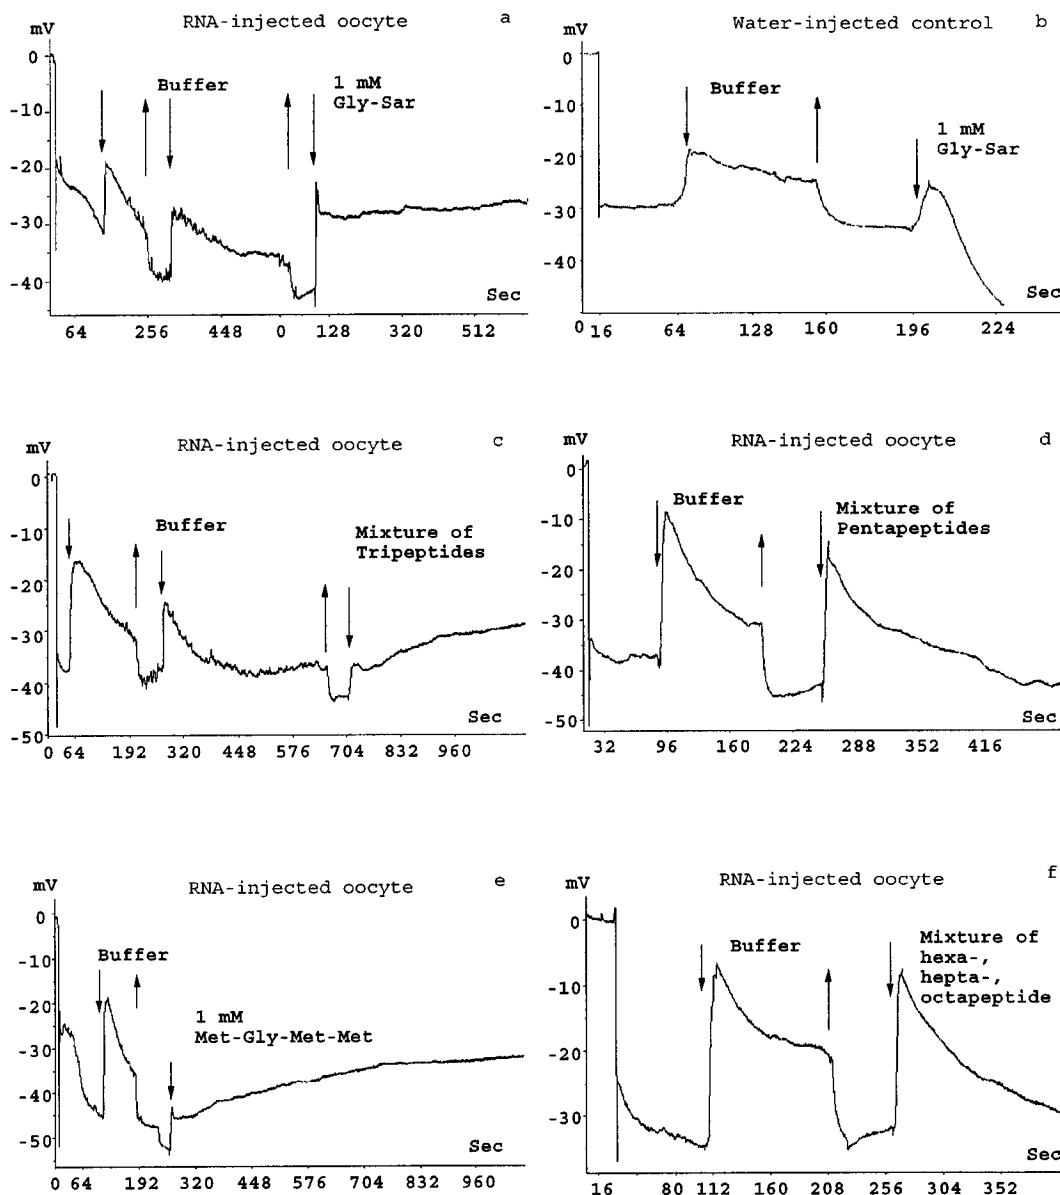 RNA-injected oocyte a
mV
Buffer
1 mM
Gly-Sar
0
-10
-20
-30
-40
Sec
64 256 448 0 128 320 512
Water-injected control b
mV
Buffer
1 mM
Gly-Sar
0
-10
-20
-30
-40
Sec
0 16 64 128 160 196 224
RNA-injected oocyte c
mV
Buffer
Mixture of
Tripeptides
0
-10
-20
-30
-40
-50
Sec
0 64 192 320 448 576 704 832 960
RNA-injected oocyte d
mV
Buffer
Mixture of
Pentapeptides
0
-10
-20
-30
-40
-50
Sec
32 96 160 224 288 352 416
RNA-injected oocyte e
mV
Buffer
1 mM
Met-Gly-Met-Met
0
-10
-20
-30
-40
-50
Sec
0 64 192 320 448 576 704 832 960
RNA-injected oocyte f
mV
Buffer
Mixture of
hexa-,
hepta-,
octapeptide
0
-10
-20
-30
Sec
16 80 112 160 208 256 304 352